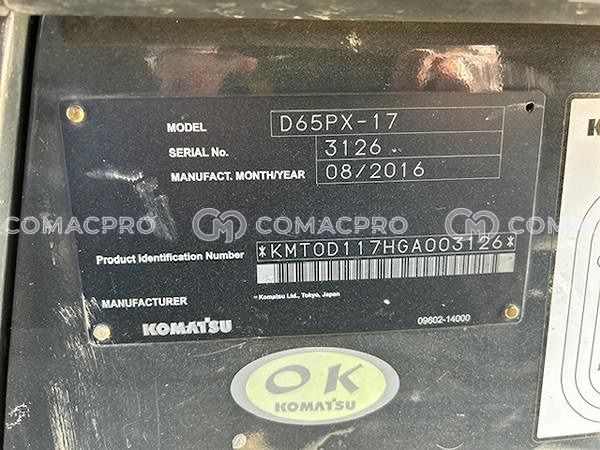 MODEL D65PX-17
SERIAL No. 3126
MANUFACT. MONTH/YEAR 08/2016
COMACPRO COMACPRO COMACPRO
Product Identification Number *KMT0D117HGA003126*
MANUFACTURER Komatsu Ltd., Tokyo, Japan
KOMATSU 09602-14000
OK
KOMATSU